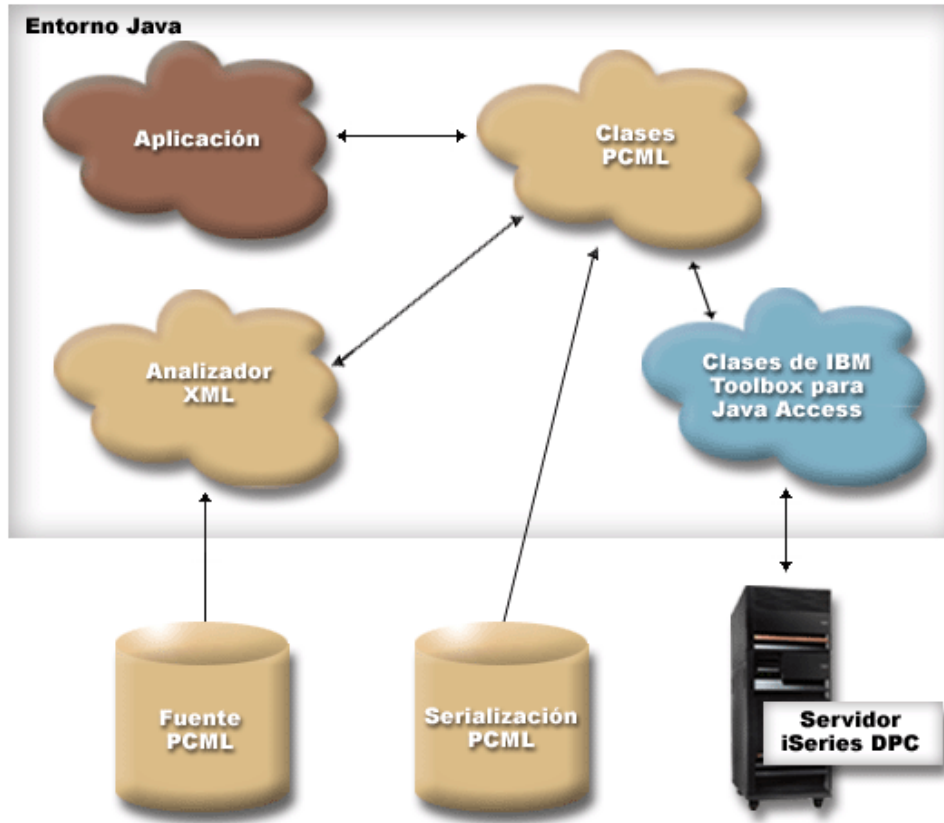 Entorno Java
Aplicación
Clases
PCML
Analizador
XML
Clases de IBM
Toolbox para
Java Access
Fuente
PCML
Serialización
PCML
Servidor
iSeries DPC